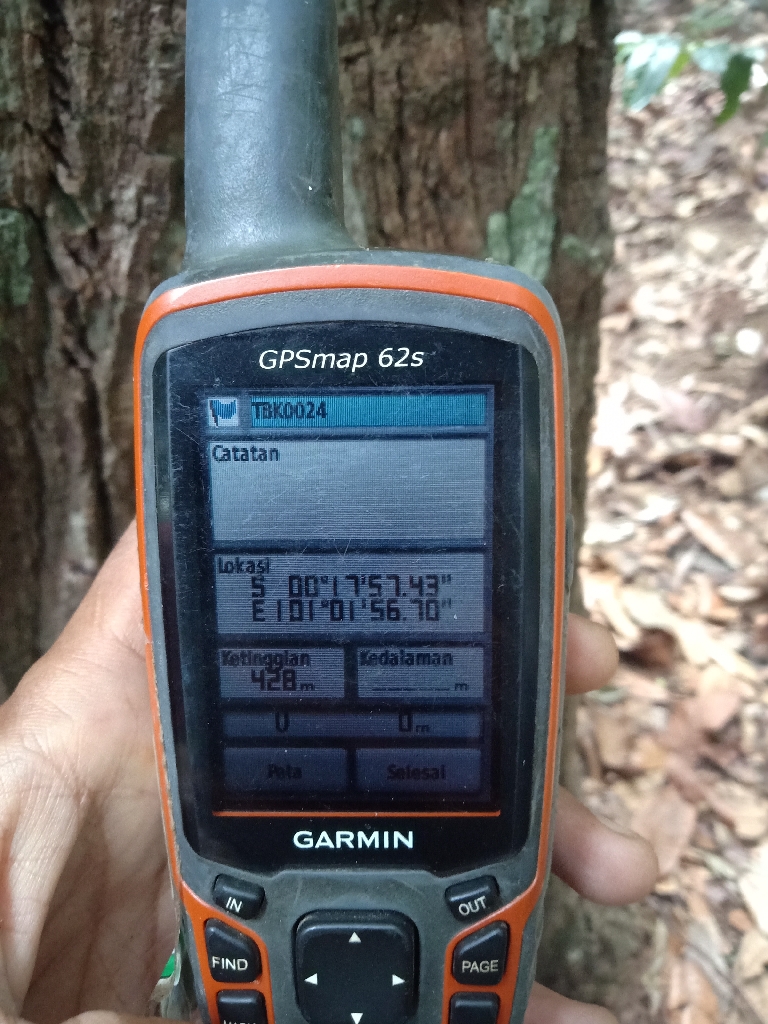 GPSmap 62s
TBK0024
Catatan
Lokasi
S 00°17'57.43"
E101°01'56.70"
Ketinggian Kedalaman
428m _______m
0 0m
Peta Selesai
GARMIN
IN OUT
FIND PAGE